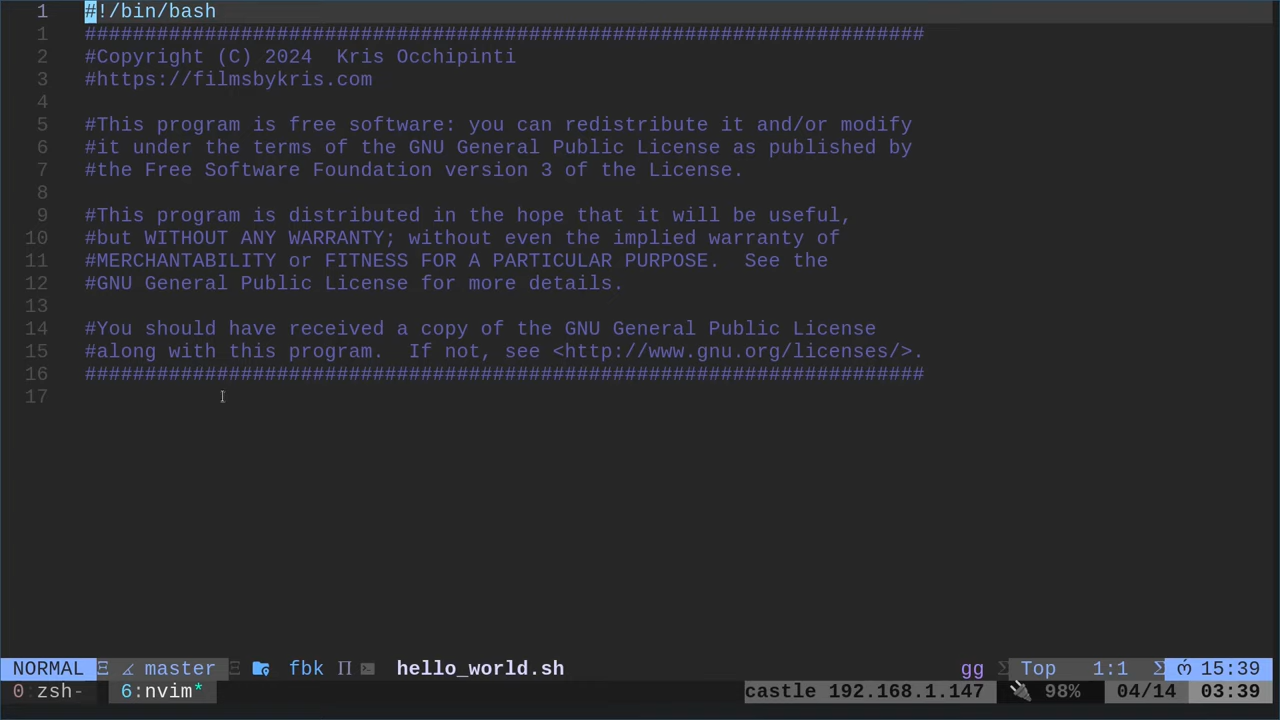 1 #!/bin/bash
1 ######################################################################
2 #Copyright (C) 2024  Kris Occhipinti
3 #https://filmsbykris.com
4
5 #This program is free software: you can redistribute it and/or modify
6 #it under the terms of the GNU General Public License as published by
7 #the Free Software Foundation version 3 of the License.
8
9 #This program is distributed in the hope that it will be useful,
10 #but WITHOUT ANY WARRANTY; without even the implied warranty of
11 #MERCHANTABILITY or FITNESS FOR A PARTICULAR PURPOSE.  See the
12 #GNU General Public License for more details.
13
14 #You should have received a copy of the GNU General Public License
15 #along with this program.  If not, see <http://www.gnu.org/licenses/>.
16 ######################################################################
17
NORMAL Ξ master Ξ fbk Π hello_world.sh gg Σ Top 1:1 Σ 15:39
0 zsh- 6:nvim* castle 192.168.1.147 98% 04/14 03:39